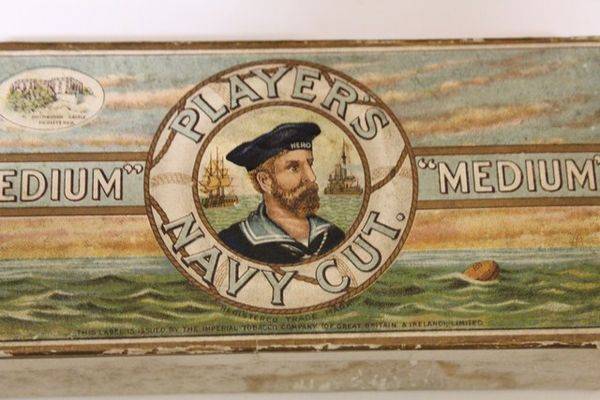 PLAYER'S
HERO
EDIUM"
"MEDIUM"
NAVY CUT.
REGISTERED TRADE MARK
THIS LABEL IS ISSUED BY THE IMPERIAL TOBACCO COMPANY (OF GREAT BRITAIN & IRELAND), LIMITED.